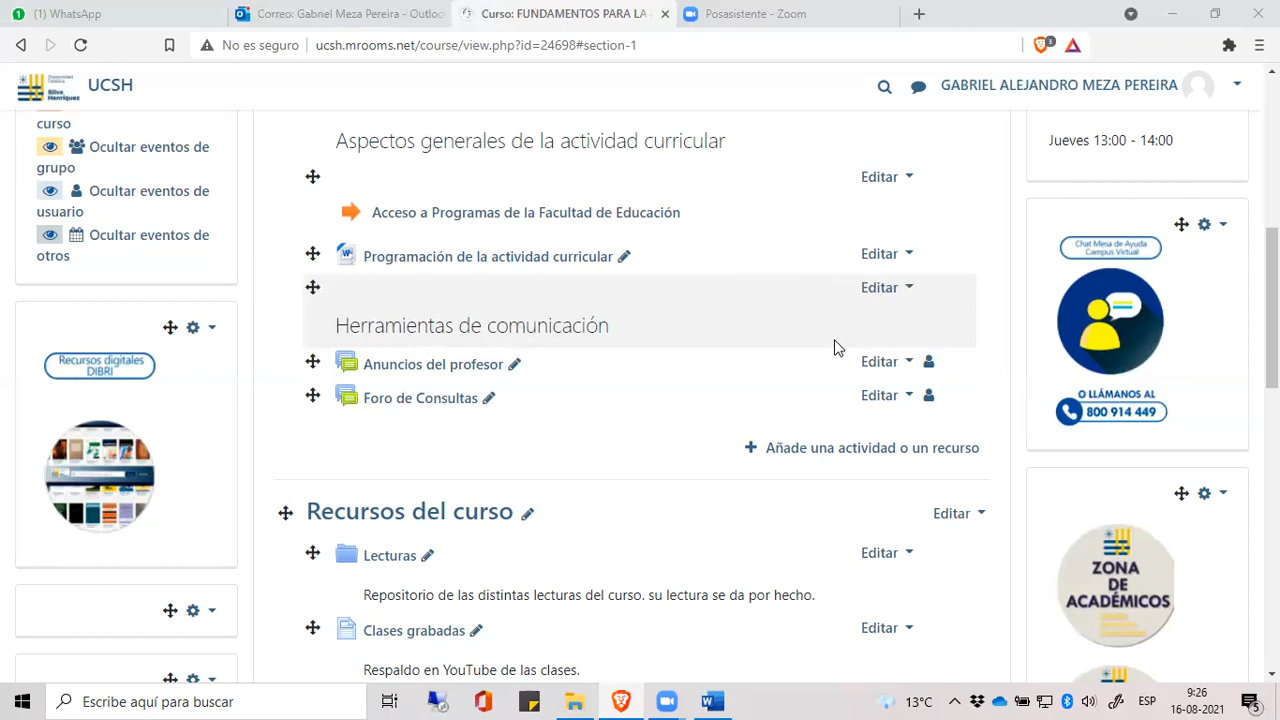 (1) WhatsApp
Correo: Gabriel Meza Pereira - Outloo
Curso: FUNDAMENTOS PARA LA
Posasistente - Zoom
No es seguro
ucsh.mrooms.net/course/view.php?id=24598#section-1
3
Silva Henríquez
UCSH
GABRIEL ALEJANDRO MEZA PEREIRA
curso
Ocultar eventos de
grupo
Ocultar eventos de
usuario
Ocultar eventos de
otros
Recursos digitales
DIBRI
Aspectos generales de la actividad curricular
Editar
Acceso a Programas de la Facultad de Educación
Programación de la actividad curricular
Editar
Editar
Herramientas de comunicación
Anuncios del profesor
Editar
Foro de Consultas
Editar
Añade una actividad o un recurso
Recursos del curso
Editar
Lecturas
Editar
Repositorio de las distintas lecturas del curso. su lectura se da por hecho.
Clases grabadas
Editar
Respaldo en YouTube de las clases.
Jueves 13:00 - 14:00
Chat Mesa de Ayuda
Campus Virtual
O LLÁMANOS AL
800 914 449
ZONA
DE
ACADÉMICOS
Escribe aquí para buscar
13°C
ESP
9:26
16-08-2021
5